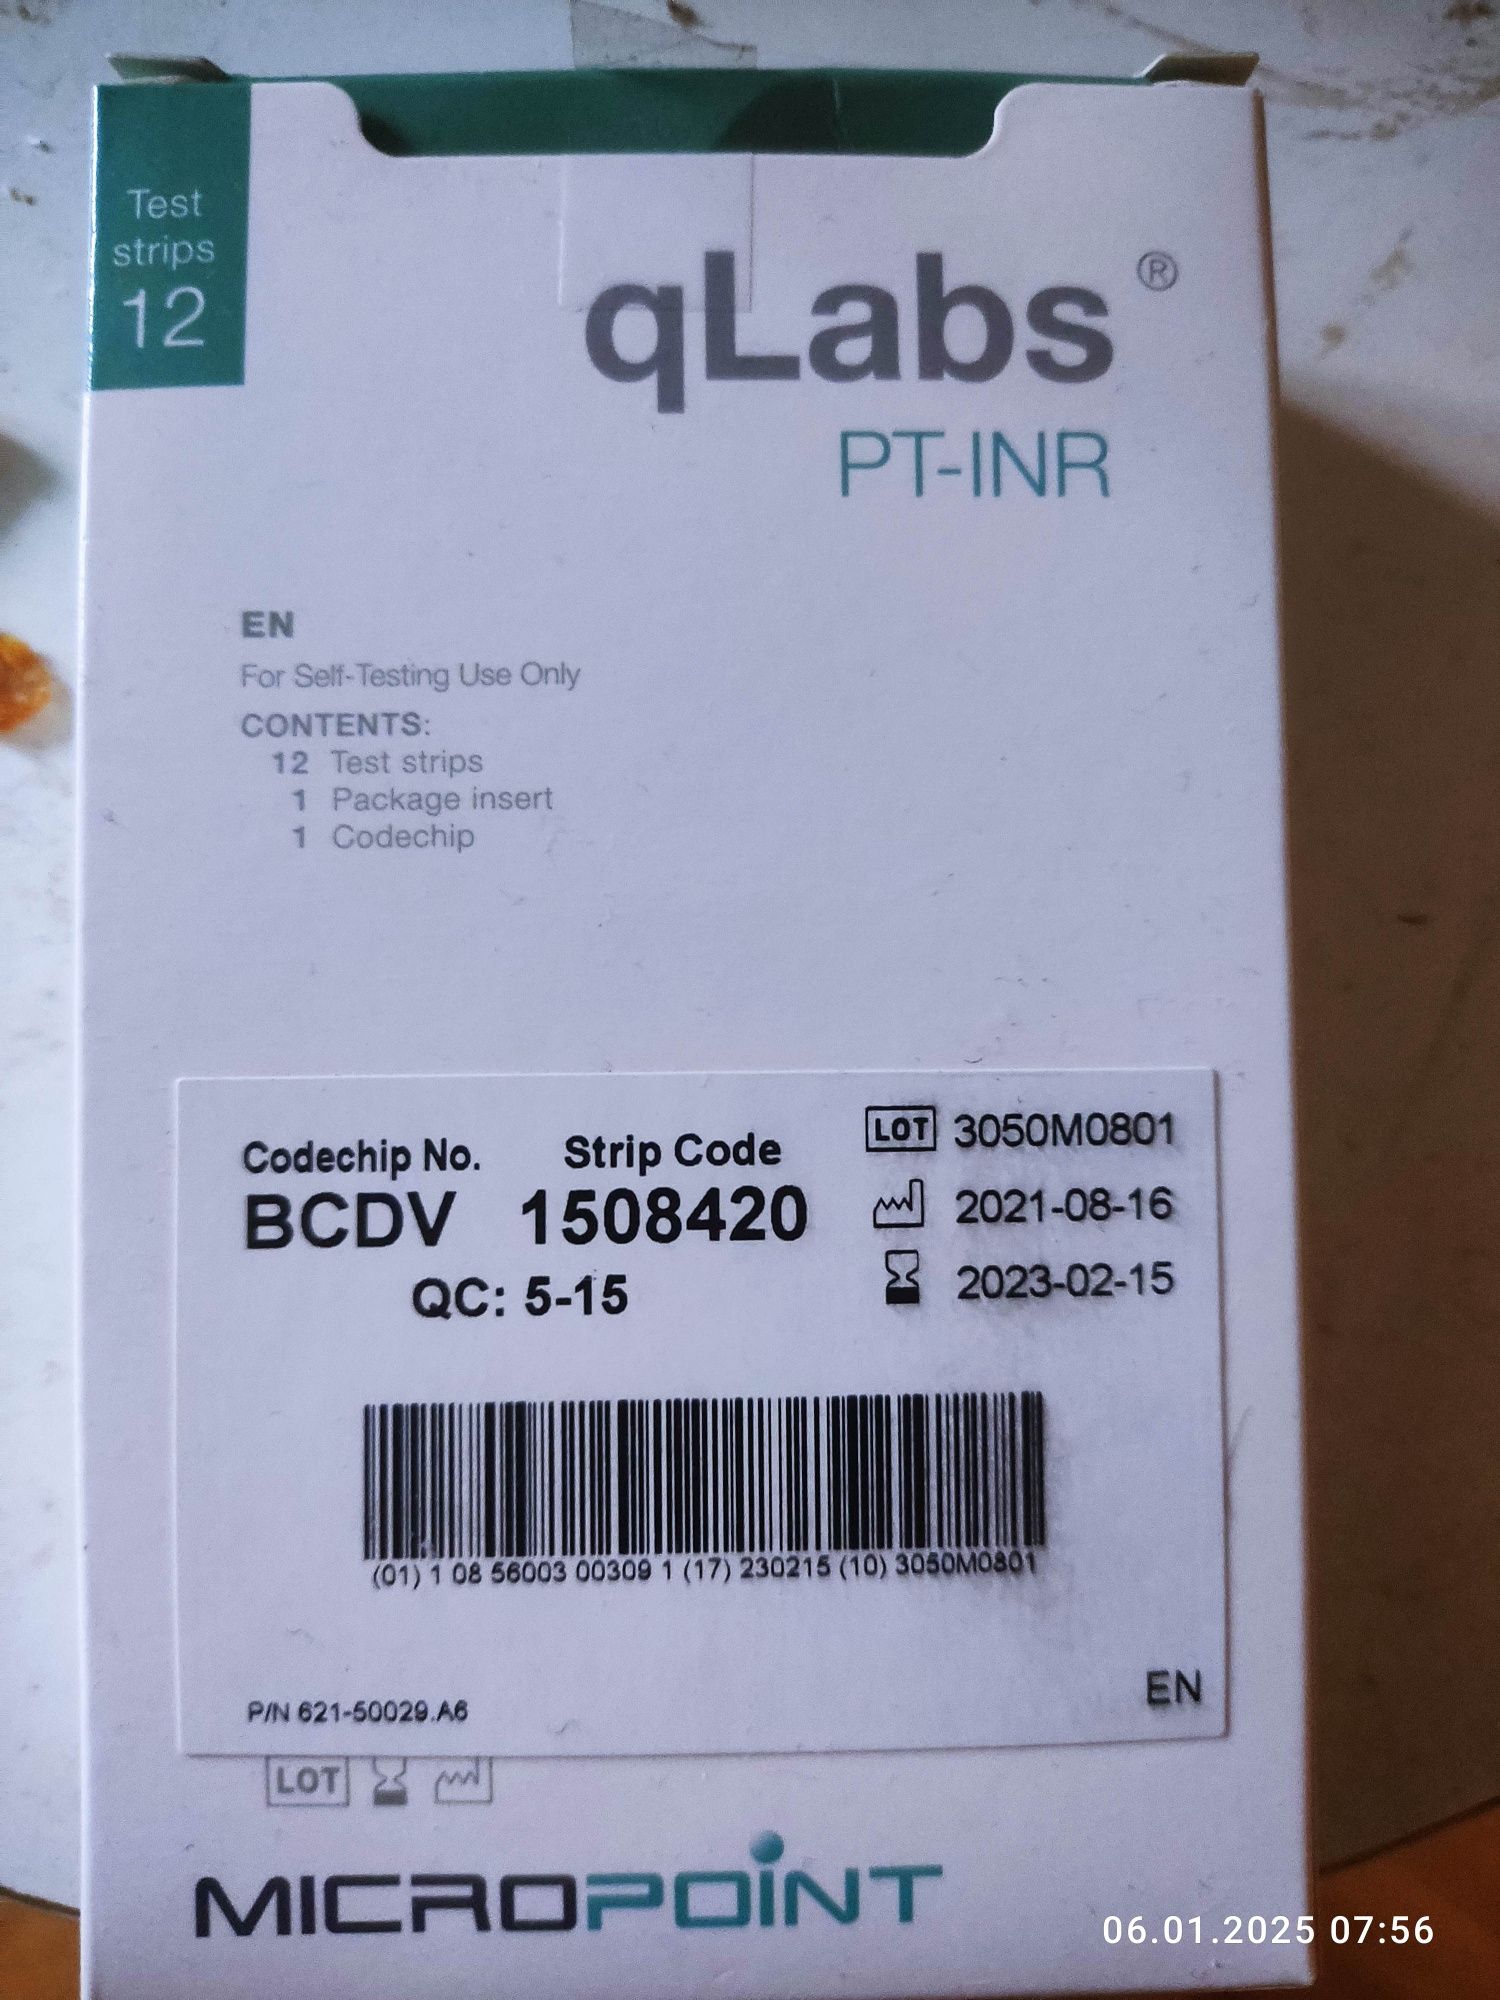 Test
strips
12
qLabs®
PT-INR
EN
For Self-Testing Use Only
CONTENTS:
12 Test strips
1 Package insert
1 Codechip
Codechip No. Strip Code
BCDV 1508420
QC: 5-15
LOT 3050M0801
2021-08-16
2023-02-15
(01) 1 08 56003 00309 1 (17) 230215 (10) 3050M0801
P/N 621-50029.A6
EN
LOT
MICROPOINT
06.01.2025 07:56